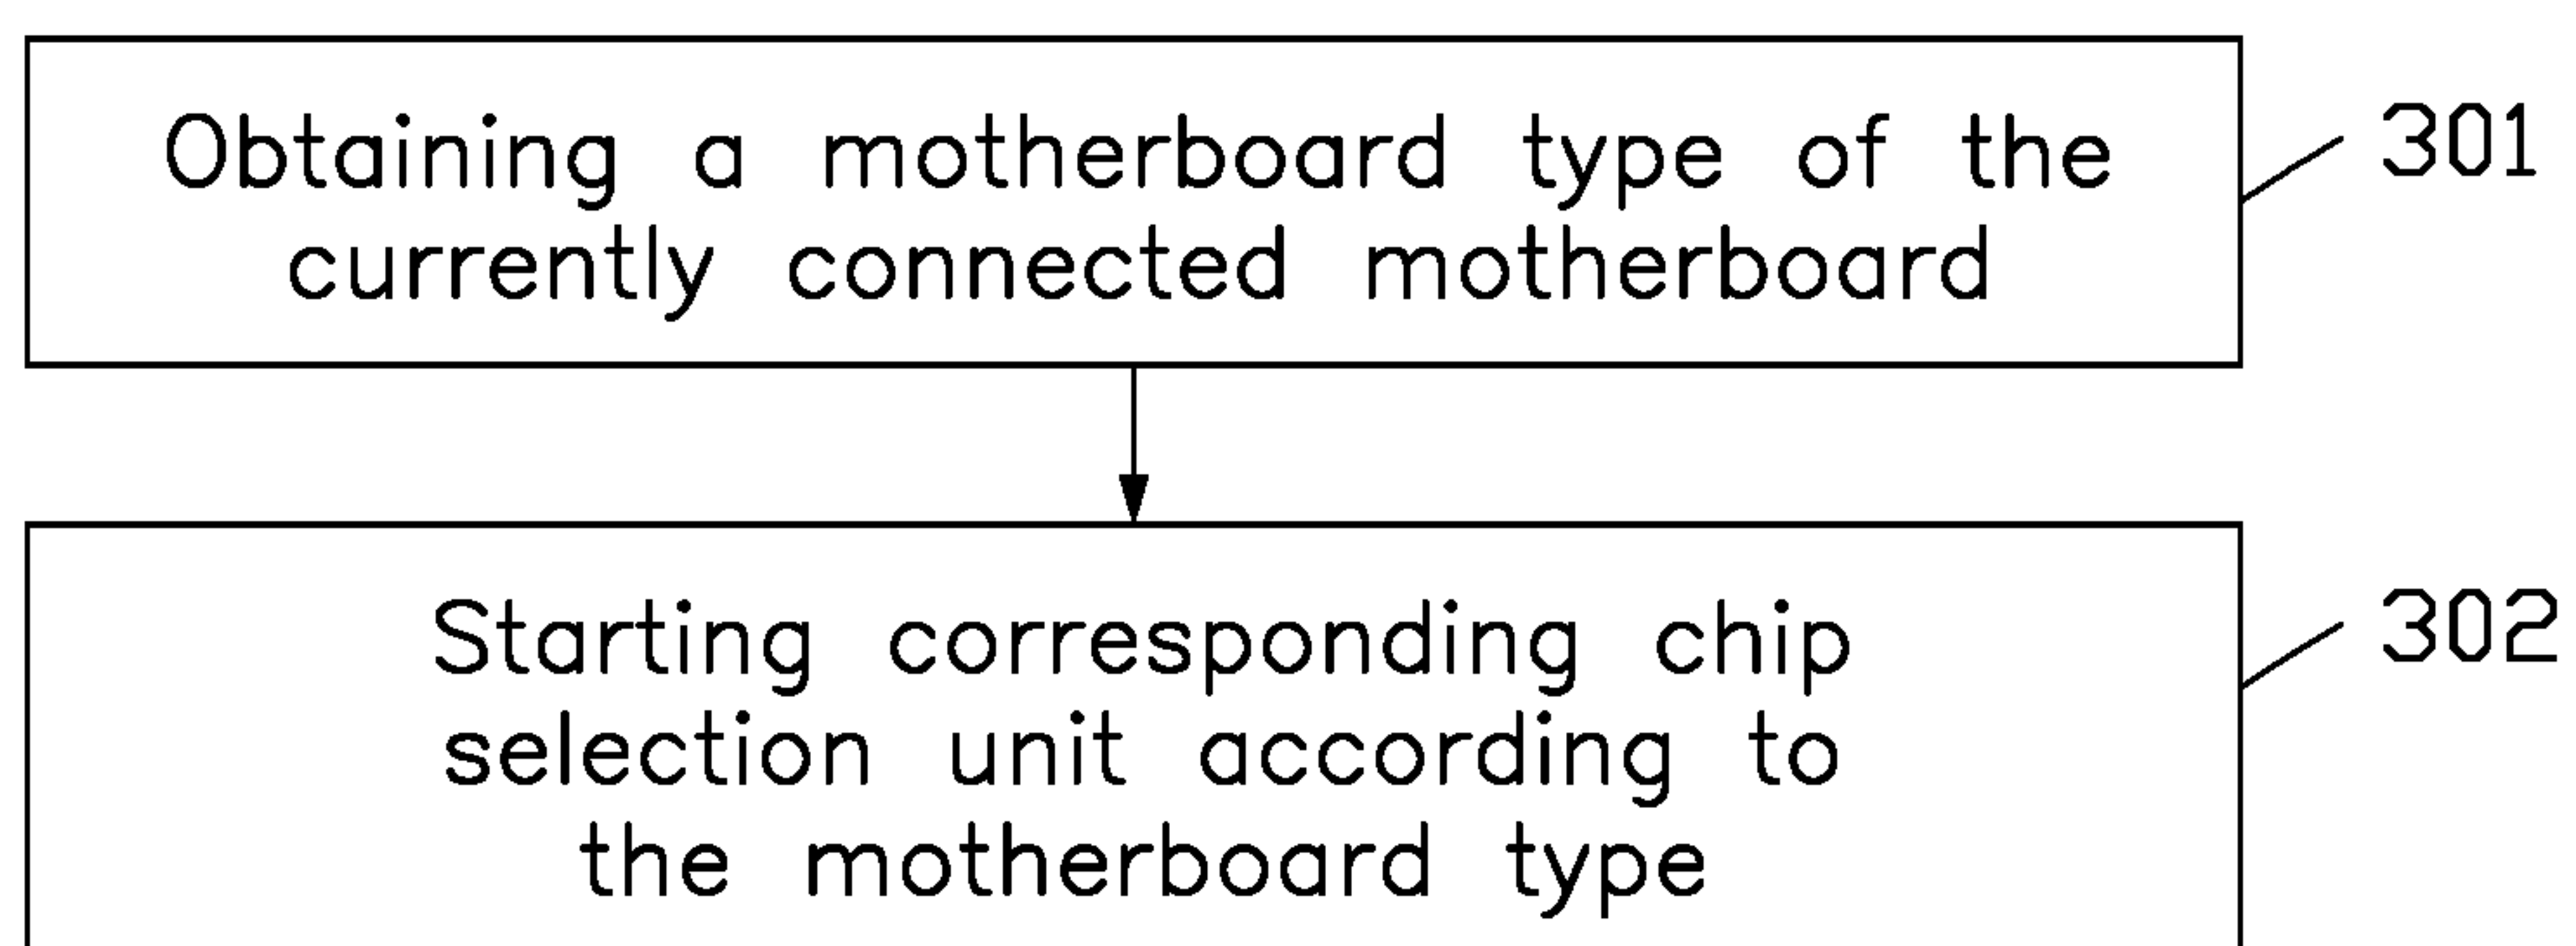 Obtaining a motherboard type of the
currently connected motherboard
301
Starting corresponding chip
selection unit according to
the motherboard type
302